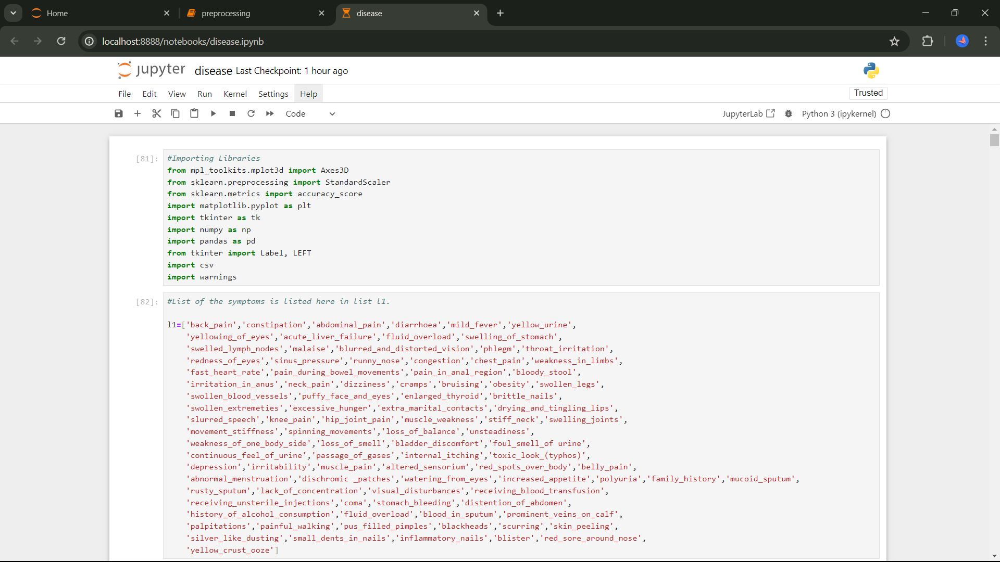 Home
preprocessing
disease
localhost:8888/notebooks/disease.ipynb
jupyter disease Last Checkpoint: 1 hour ago
File Edit View Run Kernel Settings Help
Trusted
Code
JupyterLab
Python 3 (ipykernel)
[81]:
#Importing Libraries
from mpl_toolkits.mplot3d import Axes3D
from sklearn.preprocessing import StandardScaler
from sklearn.metrics import accuracy_score
import matplotlib.pyplot as plt
import tkinter as tk
import numpy as np
import pandas as pd
from tkinter import Label, LEFT
import csv
import warnings
[82]:
#List of the symptoms is listed here in list l1.
l1=['back_pain','constipation','abdominal_pain','diarrhoea','mild_fever','yellow_urine',
'yellowing_of_eyes','acute_liver_failure','fluid_overload','swelling_of_stomach',
'swelled_lymph_nodes','malaise','blurred_and_distorted_vision','phlegm','throat_irritation',
'redness_of_eyes','sinus_pressure','runny_nose','congestion','chest_pain','weakness_in_limbs',
'fast_heart_rate','pain_during_bowel_movements','pain_in_anal_region','bloody_stool',
'irritation_in_anus','neck_pain','dizziness','cramps','bruising','obesity','swollen_legs',
'swollen_blood_vessels','puffy_face_and_eyes','enlarged_thyroid','brittle_nails',
'swollen_extremeties','excessive_hunger','extra_marital_contacts','drying_and_tingling_lips',
'slurred_speech','knee_pain','hip_joint_pain','muscle_weakness','stiff_neck','swelling_joints',
'movement_stiffness','spinning_movements','loss_of_balance','unsteadiness',
'weakness_of_one_body_side','loss_of_smell','bladder_discomfort','foul_smell_of urine',
'continuous_feel_of_urine','passage_of_gases','internal_itching','toxic_look_(typhos)',
'depression','irritability','muscle_pain','altered_sensorium','red_spots_over_body','belly_pain',
'abnormal_menstruation','dischromic _patches','watering_from_eyes','increased_appetite','polyuria','family_history','mucoid_sputum',
'rusty_sputum','lack_of_concentration','visual_disturbances','receiving_blood_transfusion',
'receiving_unsterile_injections','coma','stomach_bleeding','distention_of_abdomen',
'history_of_alcohol_consumption','fluid_overload','blood_in_sputum','prominent_veins_on_calf',
'palpitations','painful_walking','pus_filled_pimples','blackheads','scurring','skin_peeling',
'silver_like_dusting','small_dents_in_nails','inflammatory_nails','blister','red_sore_around_nose',
'yellow_crust_ooze']